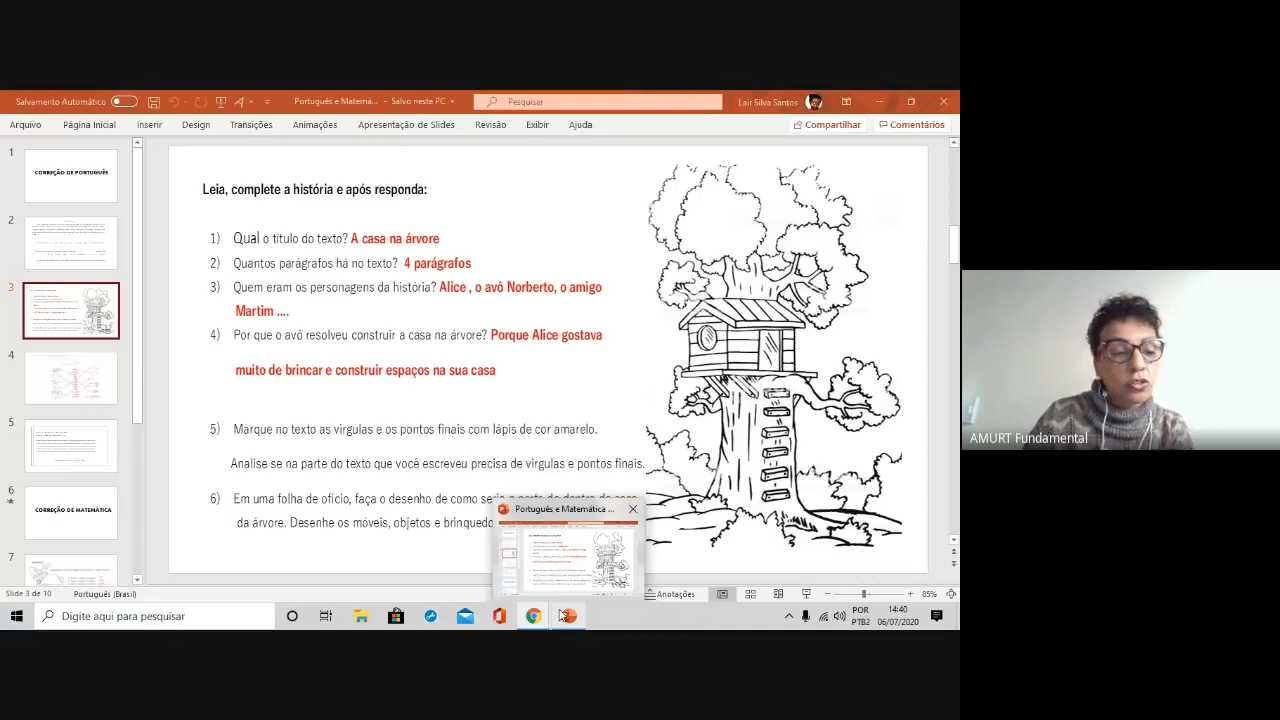 Salvamento Automático
Português e Matemá... - Salvo neste PC
Pesquisar
Lair Silva Santos
Arquivo Página Inicial Inserir Design Transições Animações Apresentação de Slides Revisão Exibir Ajuda Compartilhar Comentários
1
CORREÇÃO DE PORTUGUÊS
2
3
4
5
6
CORREÇÃO DE MATEMÁTICA
7
Leia, complete a história e após responda:
1) Qual o título do texto? A casa na árvore
2) Quantos parágrafos há no texto? 4 parágrafos
3) Quem eram os personagens da história? Alice , o avô Norberto, o amigo
Martim ....
4) Por que o avô resolveu construir a casa na árvore? Porque Alice gostava
muito de brincar e construir espaços na sua casa
5) Marque no texto as vírgulas e os pontos finais com lápis de cor amarelo.
Analise se na parte do texto que você escreveu precisa de vírgulas e pontos finais.
6) Em uma folha de ofício, faça o desenho de como
da árvore. Desenhe os móveis, objetos e
Português e Matemática ...
AMURT Fundamental
Slide 3 de 10 Português (Brasil) Anotações 85%
Digite aqui para pesquisar
POR 14:40
PTB2 06/07/2020